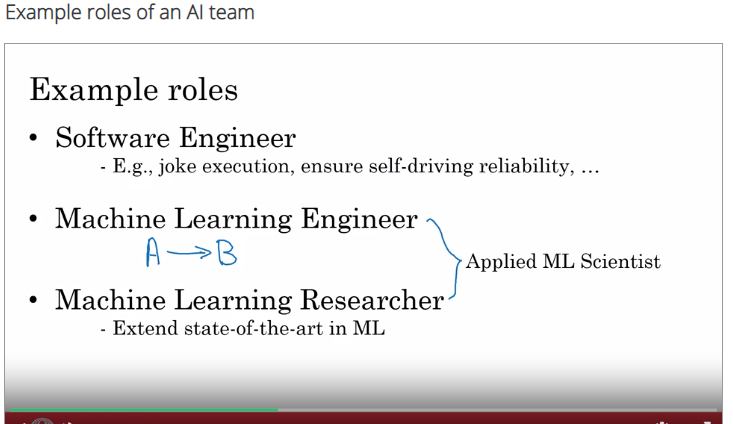 Example roles of an AI team
Example roles
• Software Engineer
- E.g., joke execution, ensure self-driving reliability, …
• Machine Learning Engineer
A → B
Applied ML Scientist
• Machine Learning Researcher
- Extend state-of-the-art in ML